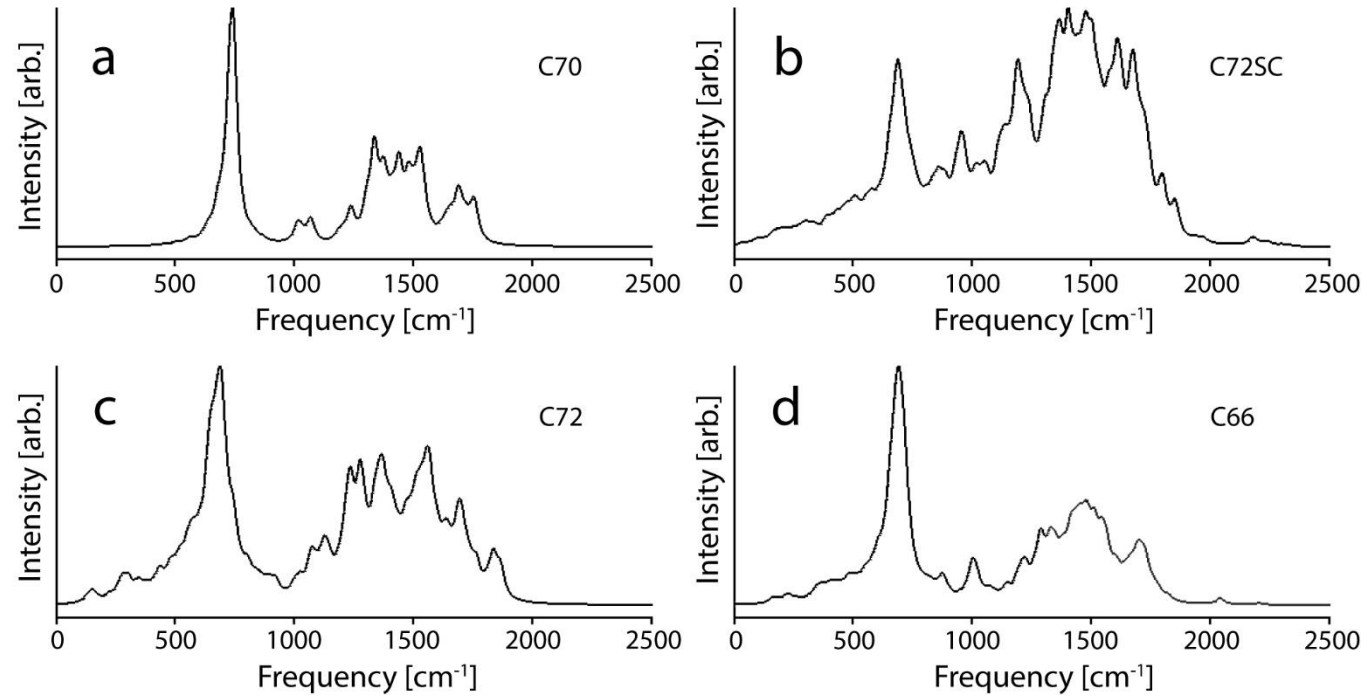 a
C70
Intensity [arb.]
0 500 1000 1500 2000 2500
Frequency [cm⁻¹]
b
C72SC
Intensity [arb.]
0 500 1000 1500 2000 2500
Frequency [cm⁻¹]
c
C72
Intensity [arb.]
0 500 1000 1500 2000 2500
Frequency [cm⁻¹]
d
C66
Intensity [arb.]
0 500 1000 1500 2000 2500
Frequency [cm⁻¹]